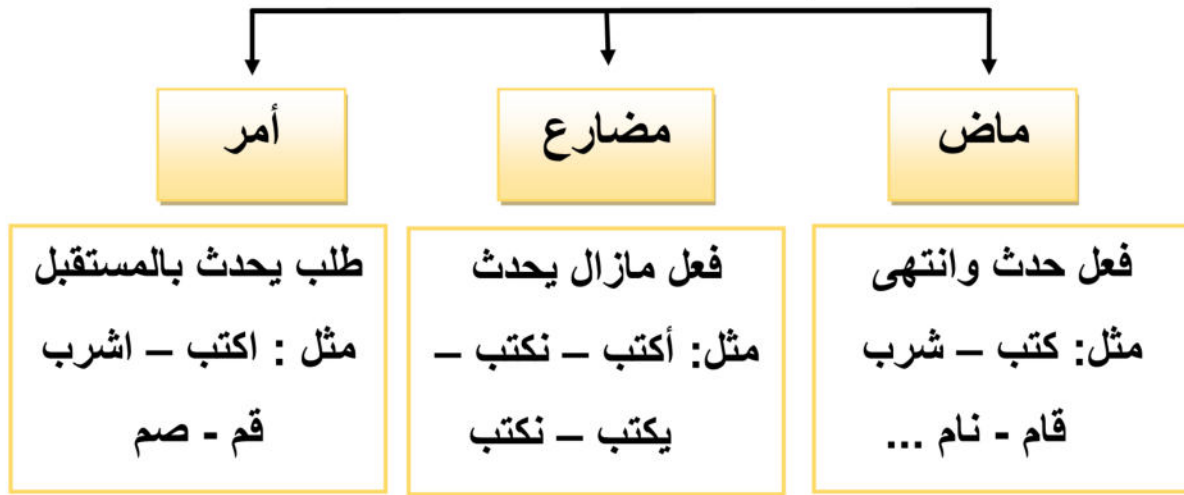 ماض
مضارع
أمر
فعل حدث وانتهى
مثل: كتب – شرب
قام - نام ...
فعل مازال يحدث
مثل: أكتب – نكتب –
يكتب – نكتب
طلب يحدث بالمستقبل
مثل : اكتب – اشرب
قم - صم